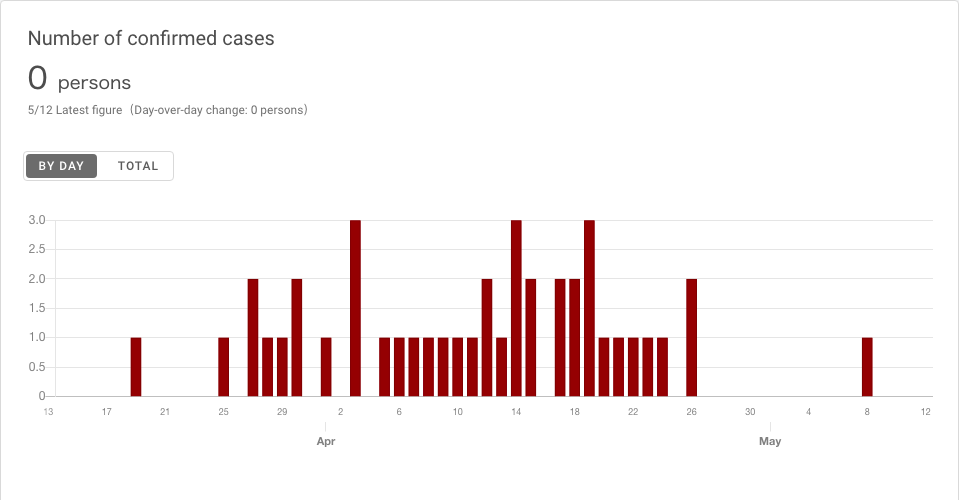 Number of confirmed cases
0 persons
5/12 Latest figure (Day-over-day change: 0 persons)
BY DAY TOTAL
3.0
2.5
2.0
1.5
1.0
0.5
0
13 17 21 25 29 2 6 10 14 18 22 26 30 4 8 12
Apr May